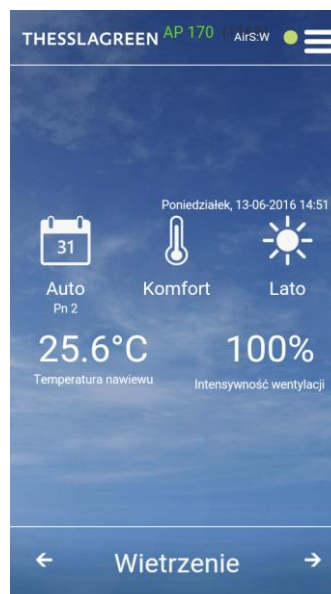 THESSLAGREEN AP 170 AirS:W
Poniedziałek, 13-06-2016 14:51
31
Auto Komfort Lato
Pn 2
25.6°C 100%
Temperatura nawiewu Intensywność wentylacji
Wietrzenie